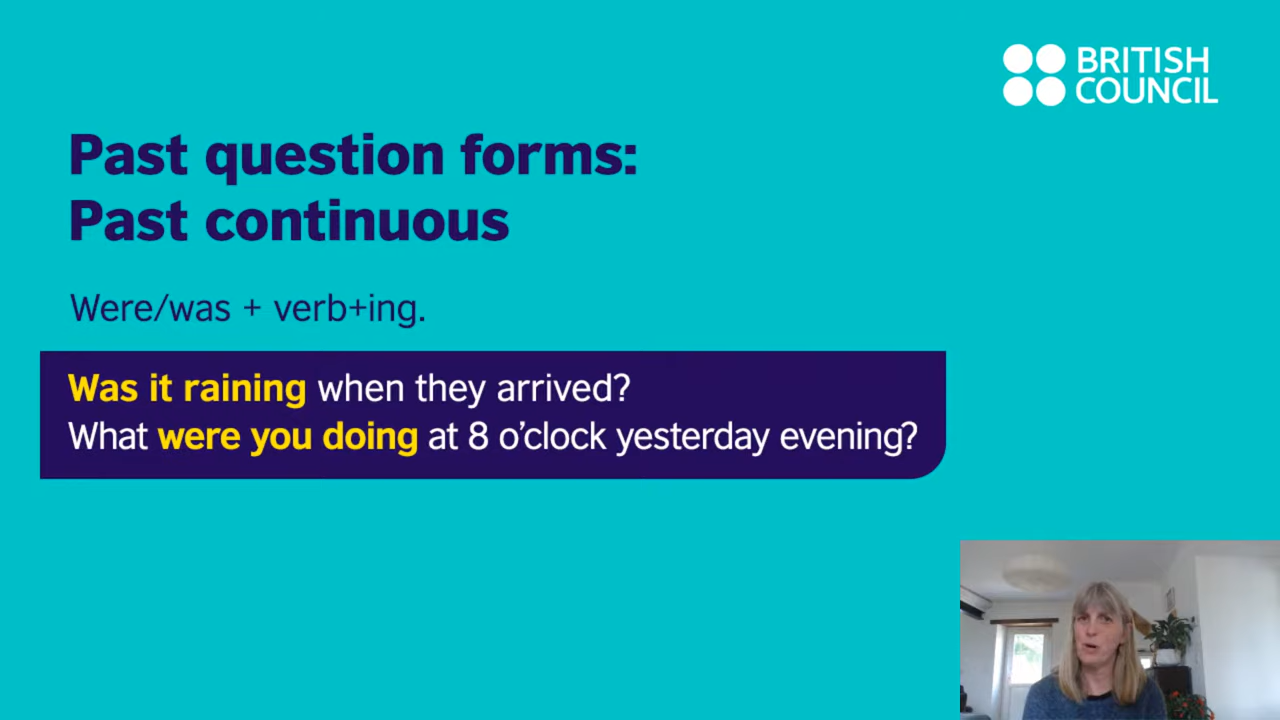 BRITISH
COUNCIL
Past question forms:
Past continuous
Were/was + verb+ing.
Was it raining when they arrived?
What were you doing at 8 o’clock yesterday evening?